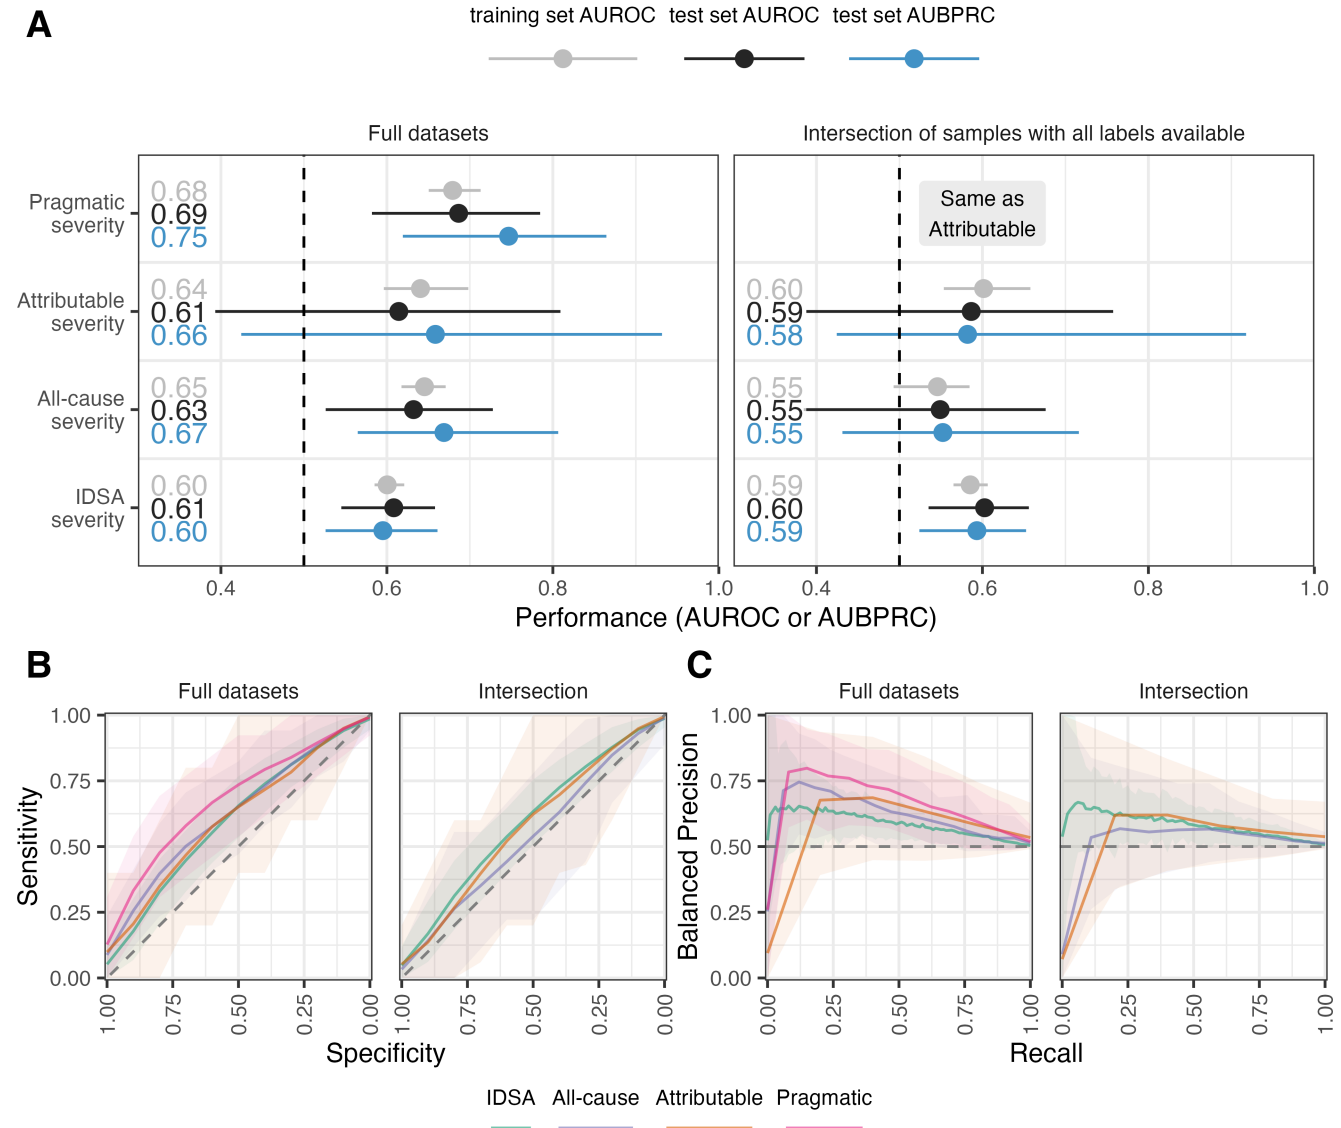 A
training set AUROC test set AUROC test set AUBPRC
Full datasets
Intersection of samples with all labels available
Pragmatic
severity
0.68
0.69
0.75
Same as
Attributable
Attributable
severity
0.64
0.61
0.66
0.60
0.59
0.58
All-cause
severity
0.65
0.63
0.67
0.55
0.55
0.55
IDSA
severity
0.60
0.61
0.60
0.59
0.60
0.59
0.4 0.6 0.8 1.0
0.4 0.6 0.8 1.0
Performance (AUROC or AUBPRC)
B
Full datasets
Intersection
Sensitivity
1.00
0.75
0.50
0.25
0.00
1.00 0.75 0.50 0.25 0.00
1.00 0.75 0.50 0.25 0.00
Specificity
C
Full datasets
Intersection
Balanced Precision
1.00
0.75
0.50
0.25
0.00
0.00 0.25 0.50 0.75 1.00
0.00 0.25 0.50 0.75 1.00
Recall
IDSA All-cause Attributable Pragmatic